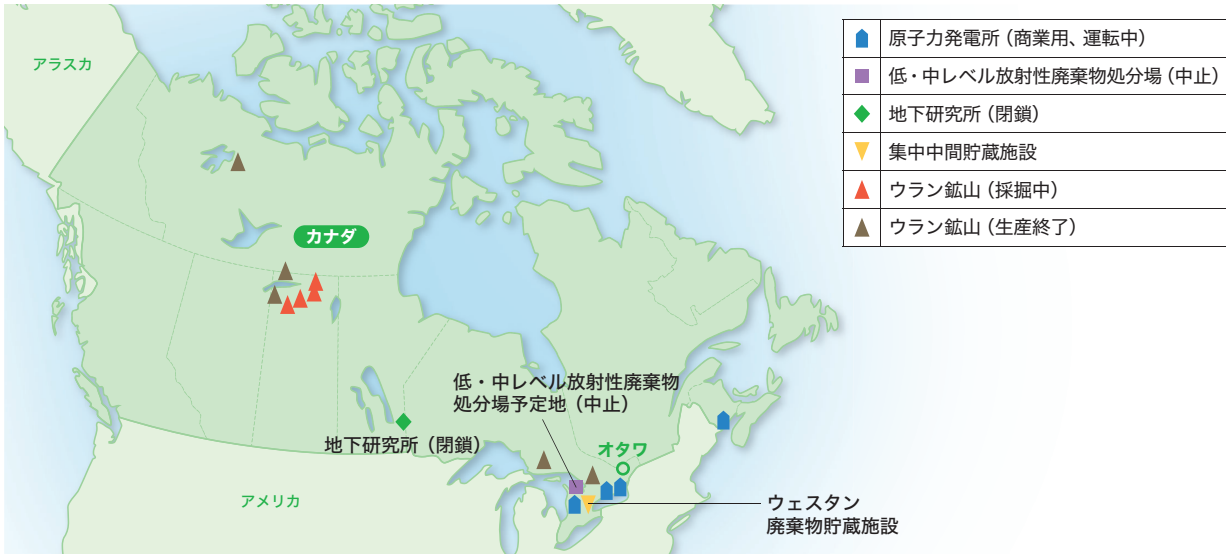 アラスカ
カナダ
低・中レベル放射性廃棄物
処分場予定地（中止）
地下研究所（閉鎖）
オタワ
アメリカ
ウェスタン
廃棄物貯蔵施設
原子力発電所（商業用、運転中）
低・中レベル放射性廃棄物処分場（中止）
地下研究所（閉鎖）
集中中間貯蔵施設
ウラン鉱山（採掘中）
ウラン鉱山（生産終了）